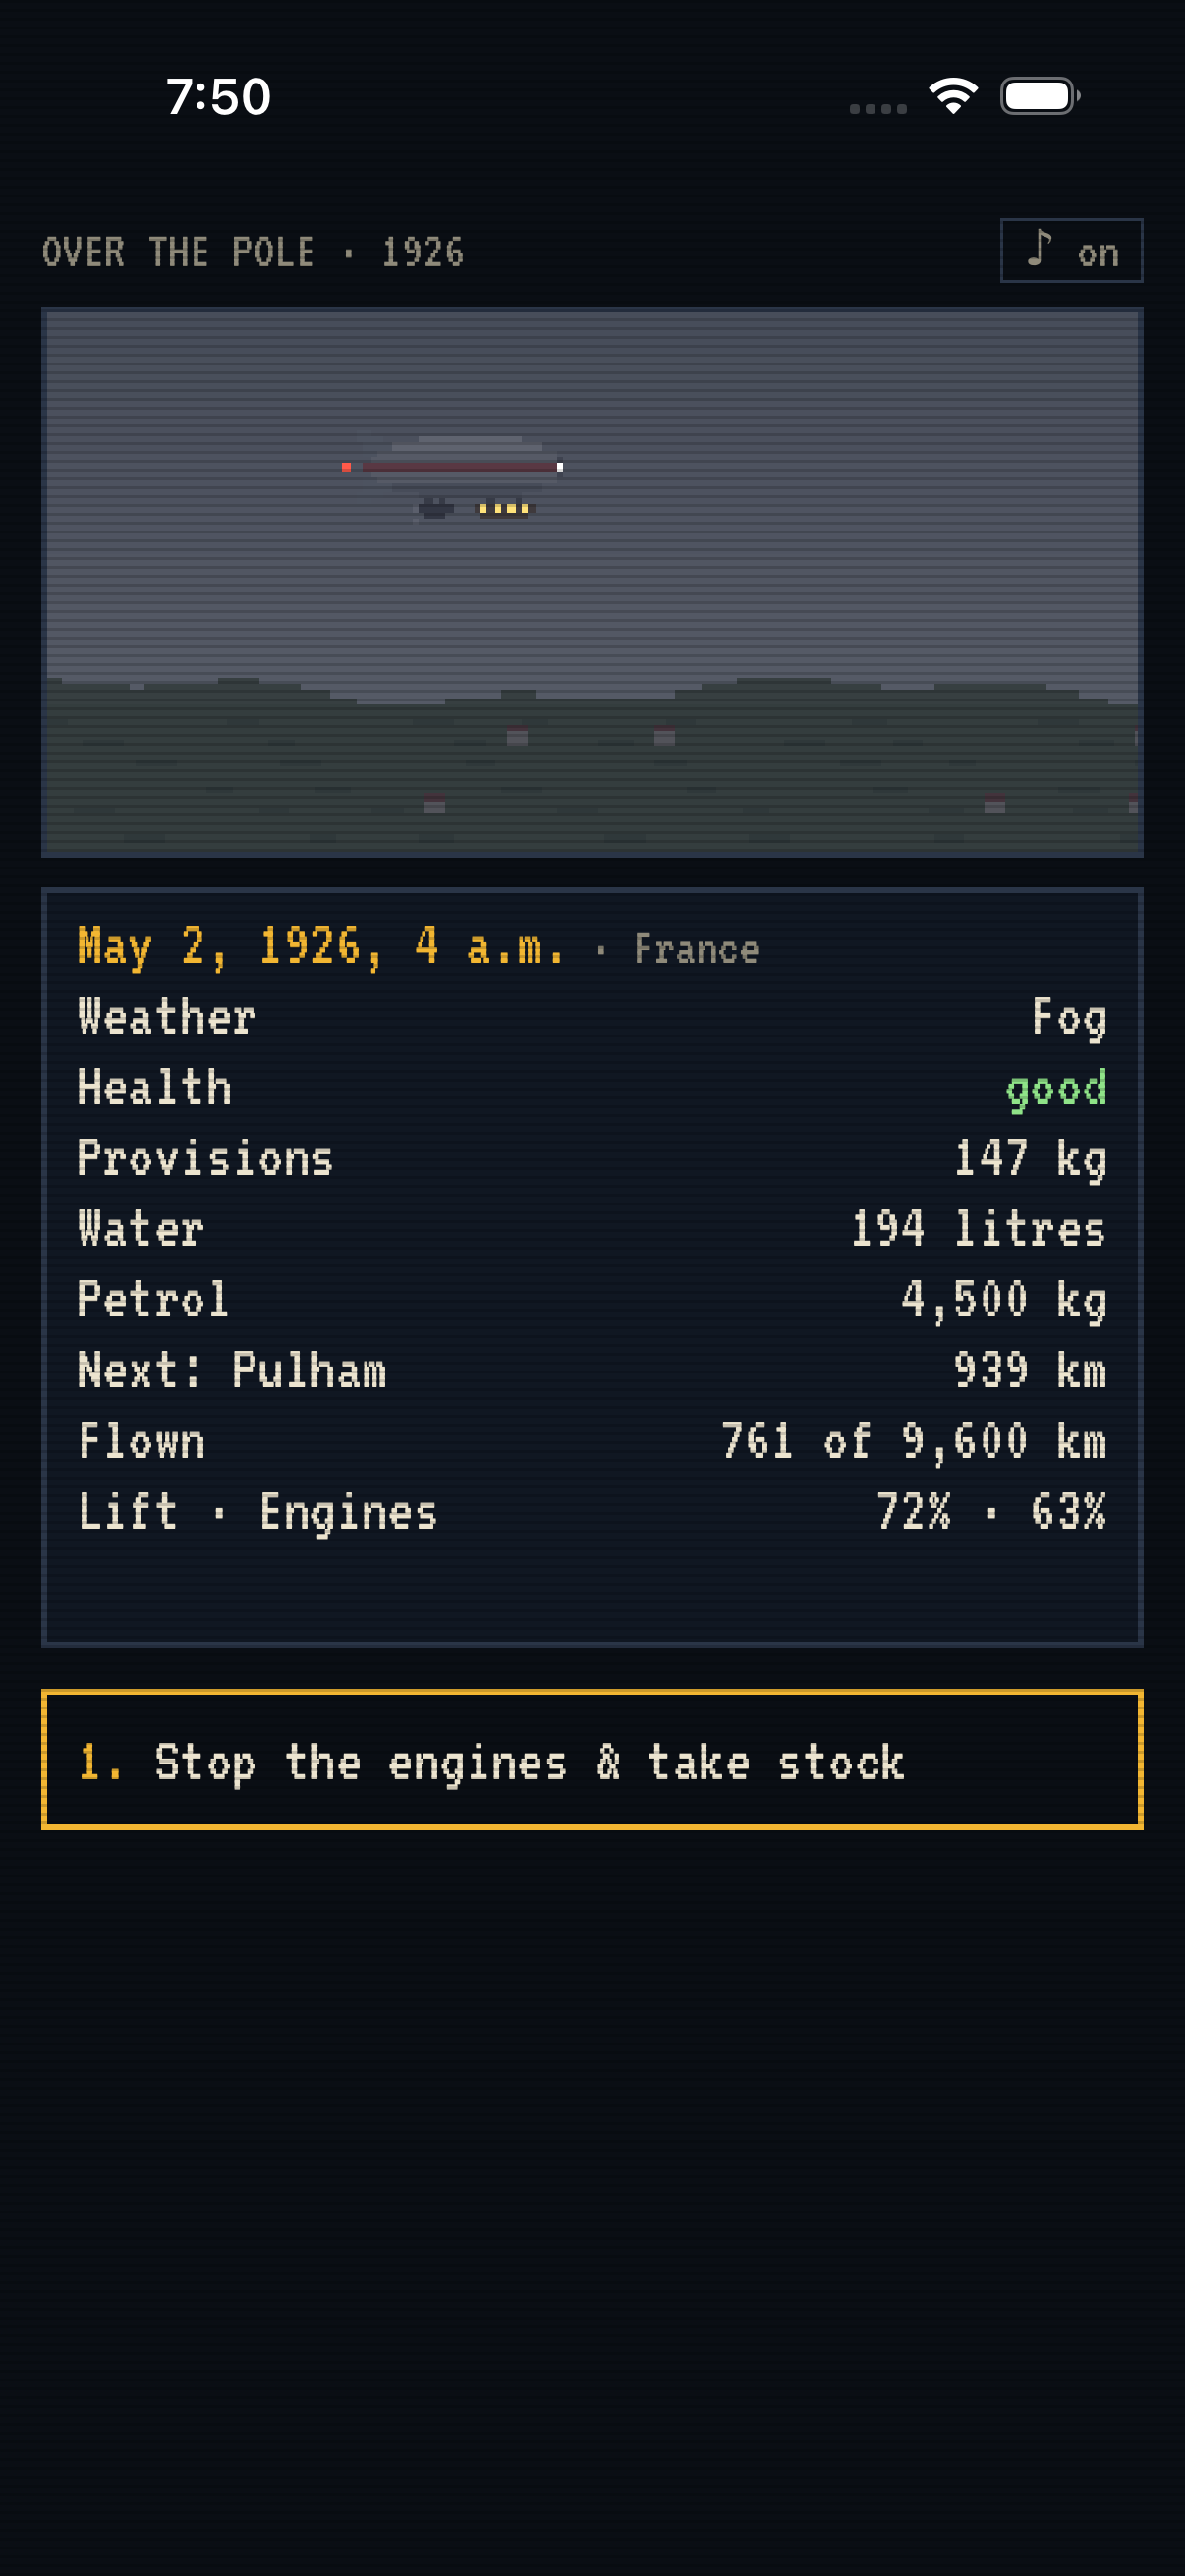 7:50
OVER THE POLE · 1926
♪ on
May 2, 1926, 4 a.m. · France
Weather Fog
Health good
Provisions 147 kg
Water 194 litres
Petrol 4,500 kg
Next: Pulham 939 km
Flown 761 of 9,600 km
Lift · Engines 72% · 63%
1. Stop the engines & take stock